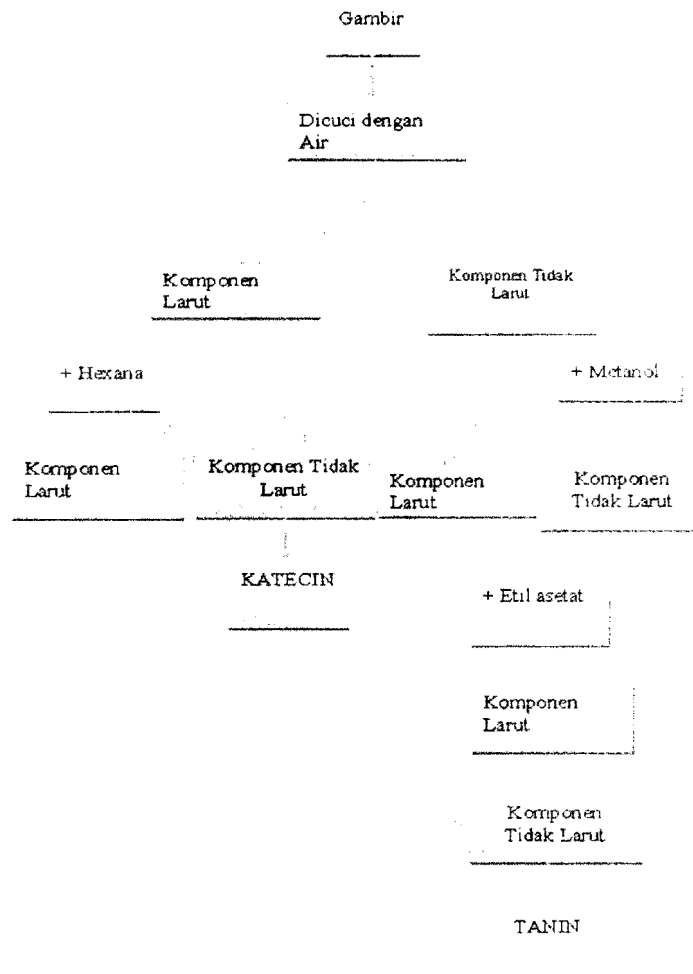 Gambir
Dicuci dengan
Air
Komponen
Larut
Komponen Tidak
Larut
+ Hexana
+ Metanol
Komponen
Larut
Komponen Tidak
Larut
Komponen
Larut
Komponen
Tidak Larut
KATECIN
+ Etil asetat
Komponen
Larut
Komponen
Tidak Larut
TANIN